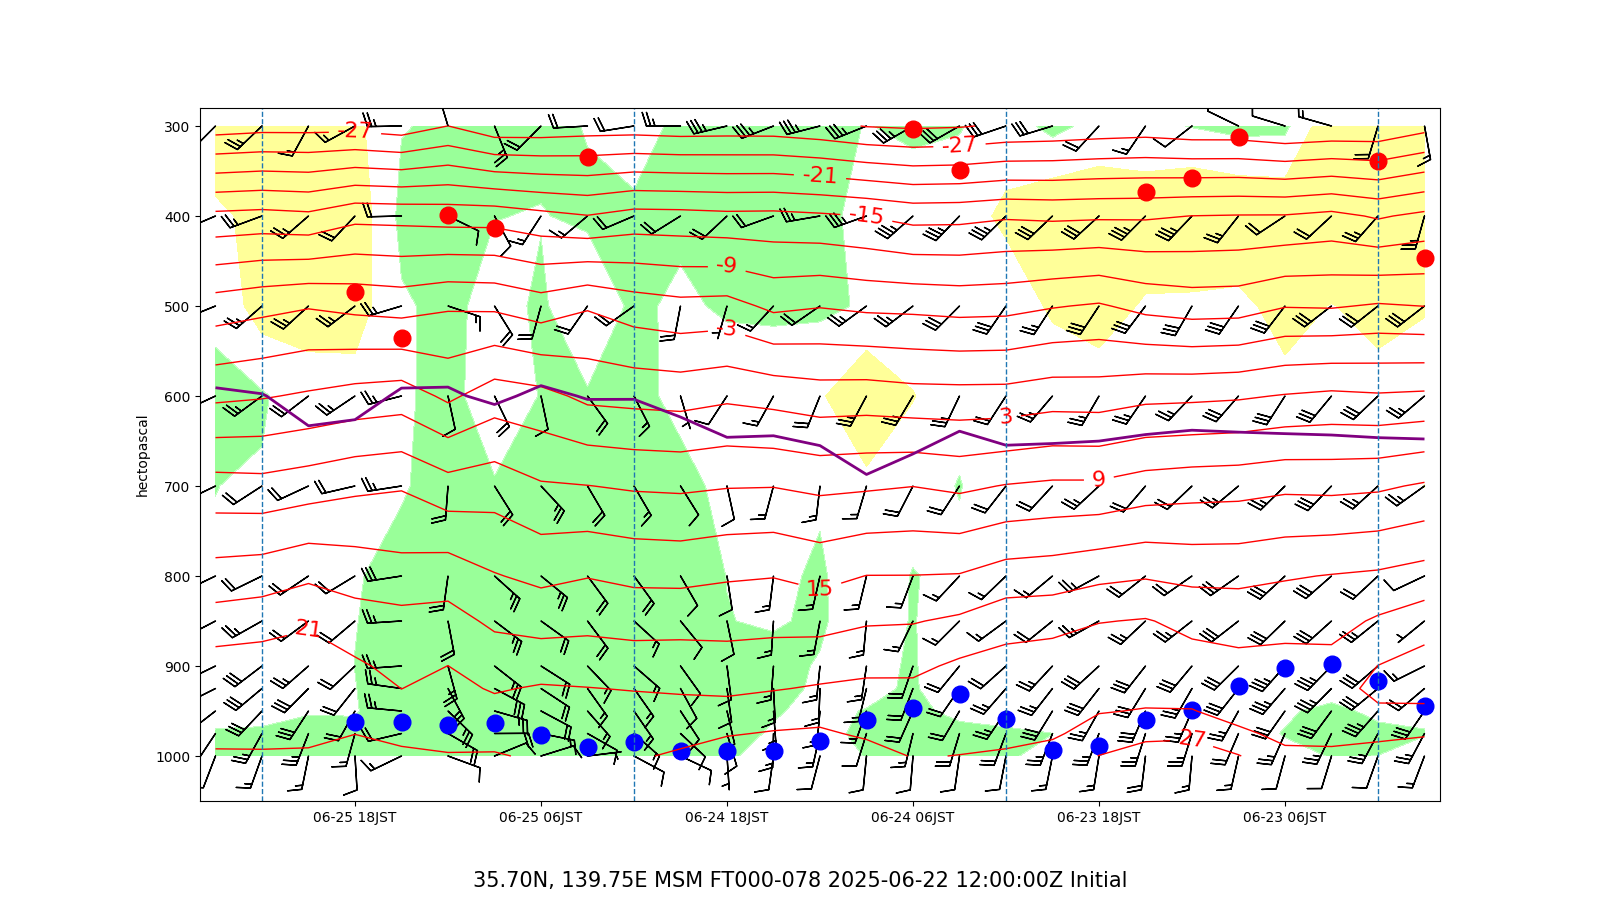 300
400
500
600
700
800
900
1000
hectopascal
-27
-27
-21
-15
-9
-3
3
9
15
21
27
06-25 18JST
06-25 06JST
06-24 18JST
06-24 06JST
06-23 18JST
06-23 06JST
35.70N, 139.75E MSM FT000-078 2025-06-22 12:00:00Z Initial